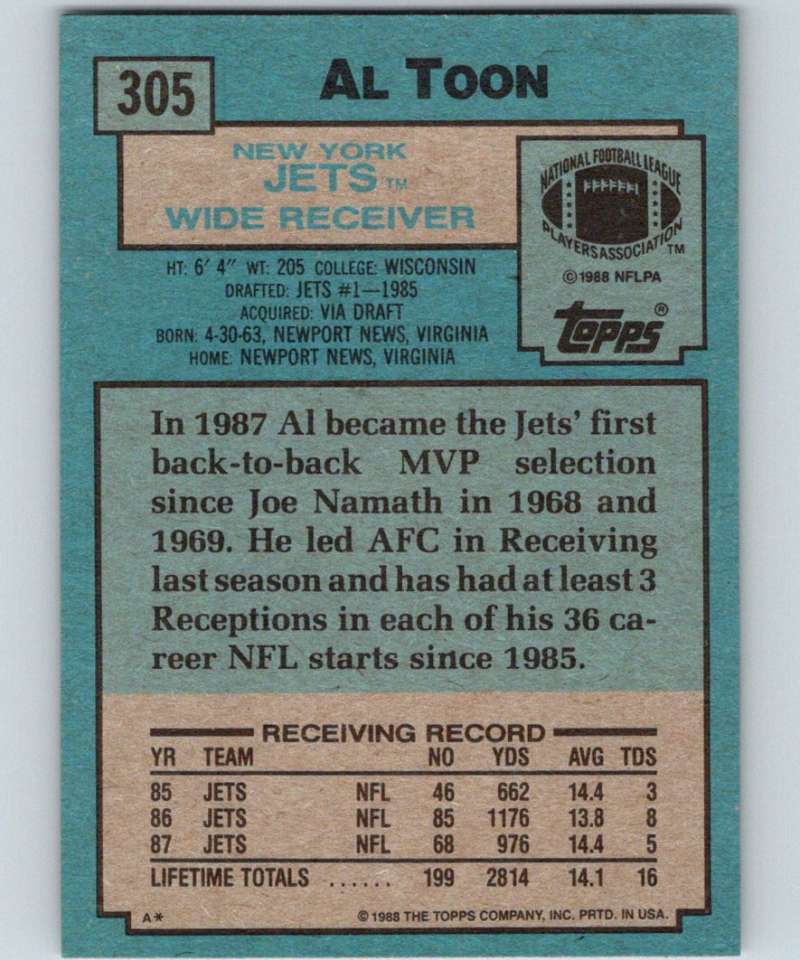 305
AL TOON
NEW YORK
JETS™
WIDE RECEIVER
NATIONAL FOOTBALL LEAGUE
PLAYERS ASSOCIATION™
©1988 NFLPA
Topps®
HT: 6' 4" WT: 205 COLLEGE: WISCONSIN
DRAFTED: JETS #1—1985
ACQUIRED: VIA DRAFT
BORN: 4-30-63, NEWPORT NEWS, VIRGINIA
HOME: NEWPORT NEWS, VIRGINIA
In 1987 Al became the Jets' first
back-to-back MVP selection
since Joe Namath in 1968 and
1969. He led AFC in Receiving
last season and has had at least 3
Receptions in each of his 36 ca-
reer NFL starts since 1985.
RECEIVING RECORD
YR TEAM NO YDS AVG TDS
85 JETS NFL 46 662 14.4 3
86 JETS NFL 85 1176 13.8 8
87 JETS NFL 68 976 14.4 5
LIFETIME TOTALS ...... 199 2814 14.1 16
A* ©1988 THE TOPPS COMPANY, INC. PRTD. IN USA.